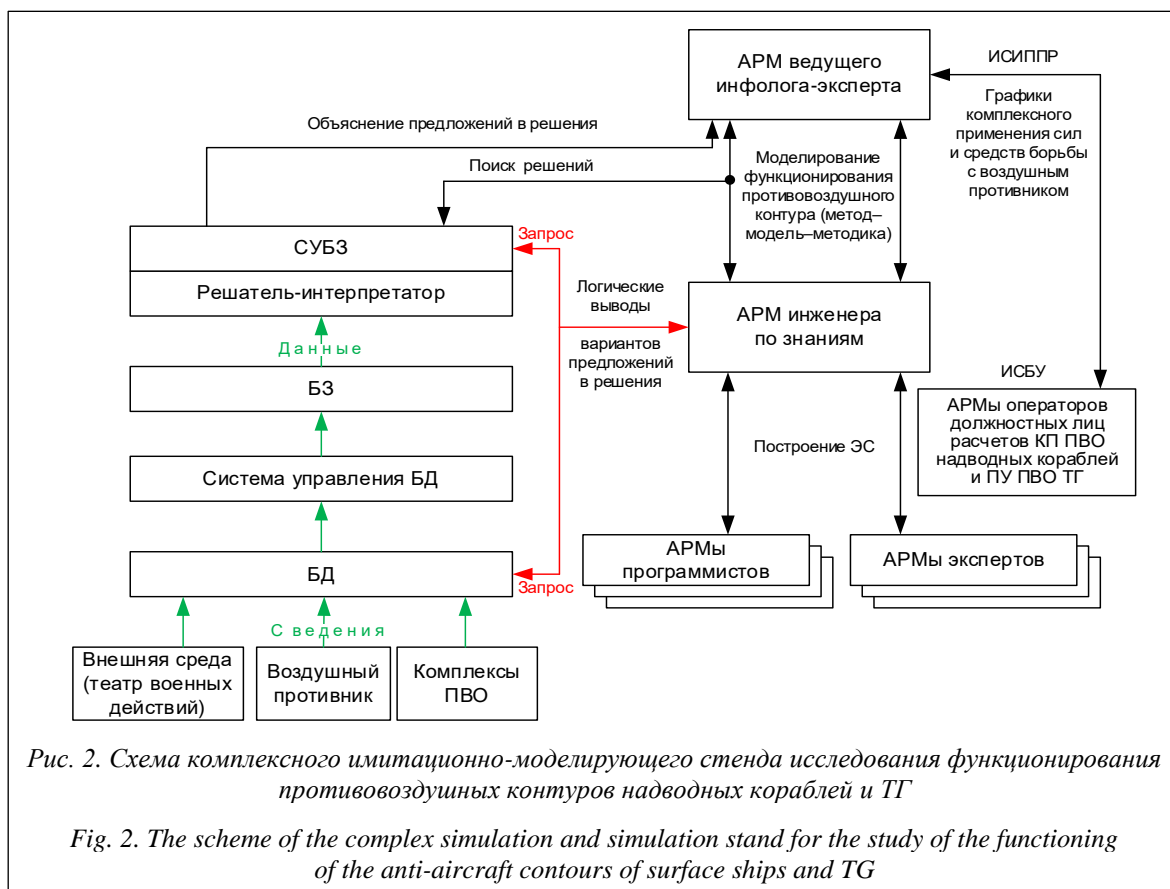 АРМ ведущего
инфолога-эксперта
ИСИППР
Графики
комплексного
применения сил
и средств борьбы
с воздушным
противником
Объяснение предложений в решения
Поиск решений
Моделирование
функционирования
противовоздушного
контура (метод–
модель–методика)
СУБЗ
Запрос
Решатель-интерпретатор
Логические
выводы
вариантов
предложений
в решения
АРМ инженера
по знаниям
Данные
БЗ
ИСБУ
АРМы операторов
должностных лиц
расчетов КП ПВО
надводных кораблей
и ПУ ПВО ТГ
Система управления БД
Построение ЭС
АРМы
программистов
АРМы экспертов
БД
Запрос
С ведения
Внешняя среда
(театр военных
действий)
Воздушный
противник
Комплексы
ПВО
Рис. 2. Схема комплексного имитационно-моделирующего стенда исследования функционирования
противовоздушных контуров надводных кораблей и ТГ
Fig. 2. The scheme of the complex simulation and simulation stand for the study of the functioning
of the anti-aircraft contours of surface ships and TG